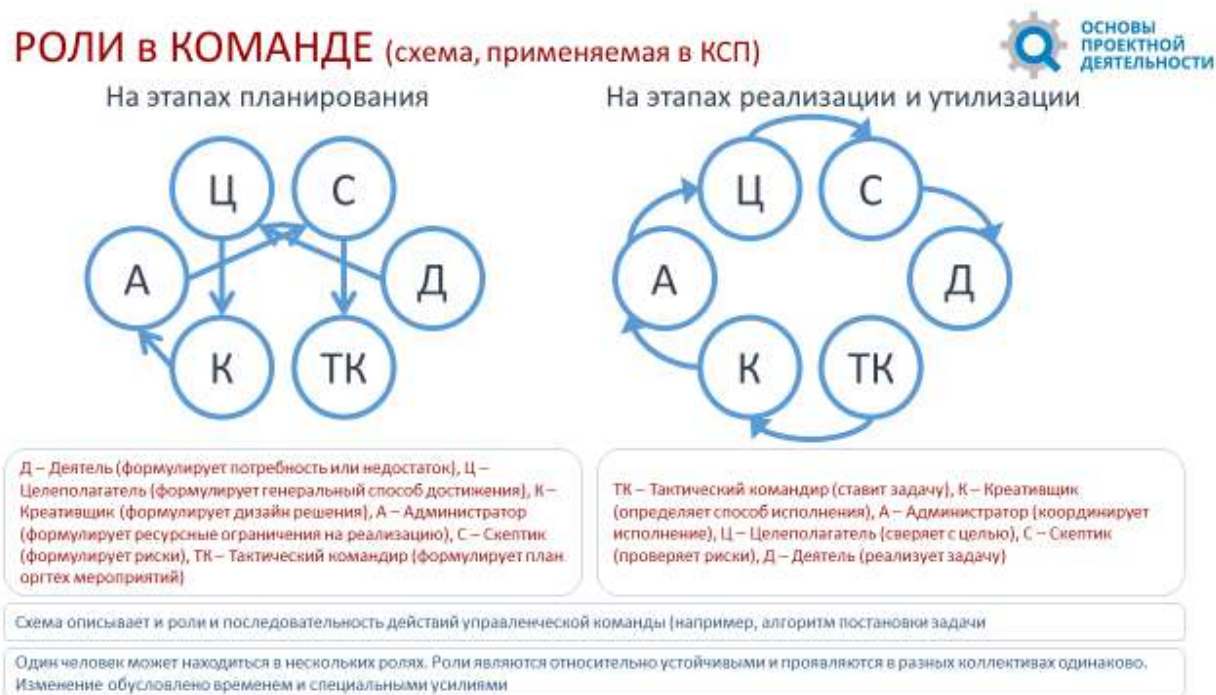 РОЛИ в КОМАНДЕ (схема, применяемая в КСП)
ОСНОВЫ
ПРОЕКТНОЙ
ДЕЯТЕЛЬНОСТИ
На этапах планирования
Ц
С
А
Д
К
ТК
На этапах реализации и утилизации
Ц
С
А
Д
К
ТК
Д – Деятель (формулирует потребность или недостаток), Ц –
Целеполагатель (формулирует генеральный способ достижения), К –
Креативщик (формулирует дизайн решения), А – Администратор
(формулирует ресурсные ограничения на реализацию), С – Скептик
(формулирует риски), ТК – Тактический командир (формулирует план
оргтех мероприятий)
ТК – Тактический командир (ставит задачу), К – Креативщик
(определяет способ исполнения), А – Администратор (координирует
исполнение), Ц – Целеполагатель (сверяет с целью), С – Скептик
(проверяет риски), Д – Деятель (реализует задачу)
Схема описывает и роли и последовательность действий управленческой команды (например, алгоритм постановки задачи
Один человек может находиться в нескольких ролях. Роли являются относительно устойчивыми и проявляются в разных коллективах одинаково.
Изменение обусловлено временем и специальными усилиями